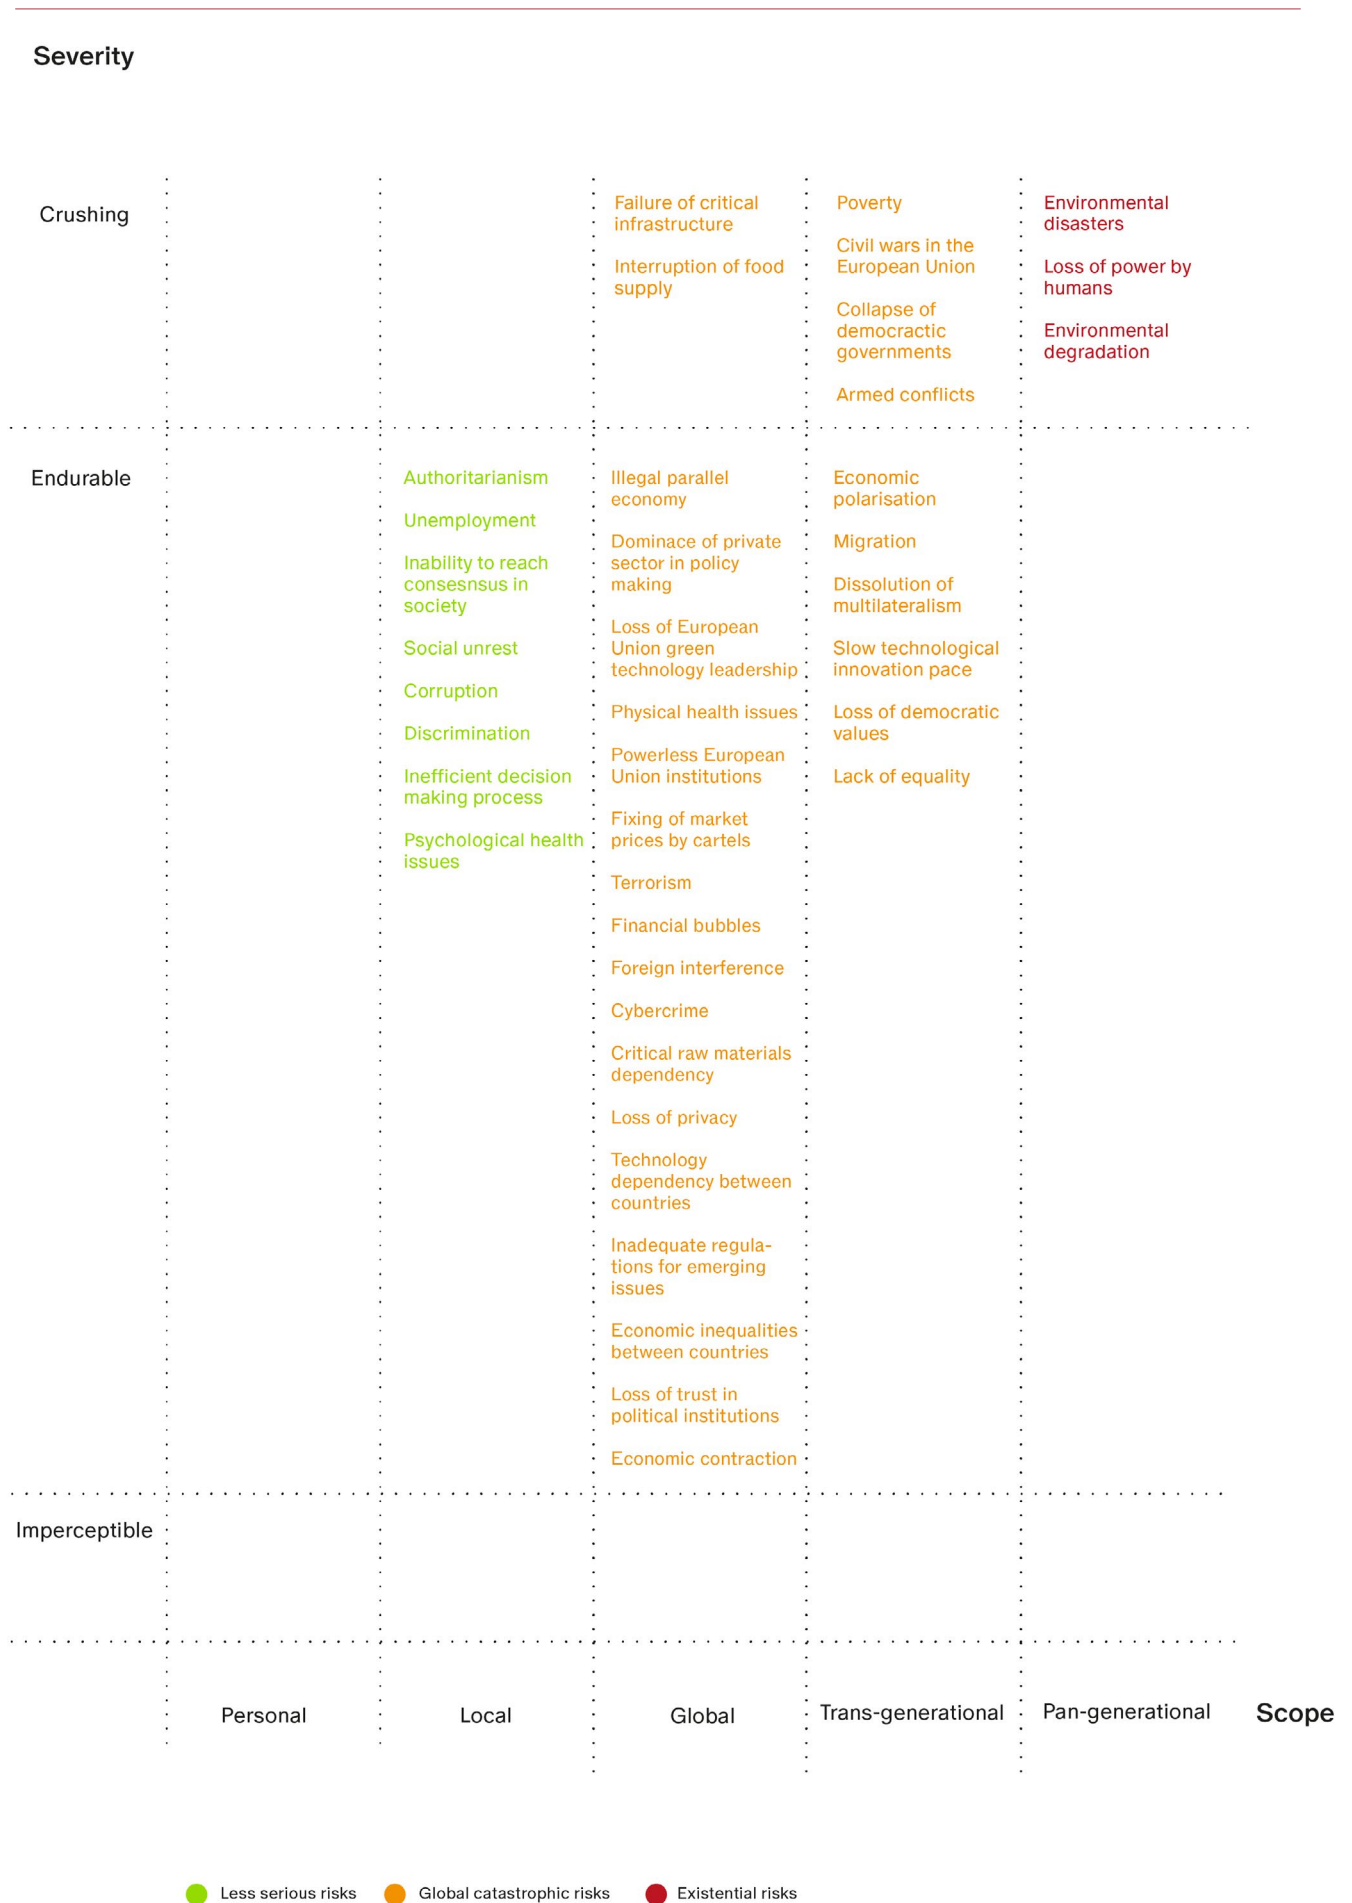 Severity
Crushing
Failure of critical
infrastructure
Interruption of food
supply
Poverty
Civil wars in the
European Union
Collapse of
democractic
governments
Armed conflicts
Environmental
disasters
Loss of power by
humans
Environmental
degradation
Endurable
Authoritarianism
Unemployment
Inability to reach
consesnsus in
society
Social unrest
Corruption
Discrimination
Inefficient decision
making process
Psychological health
issues
Illegal parallel
economy
Dominace of private
sector in policy
making
Loss of European
Union green
technology leadership
Physical health issues
Powerless European
Union institutions
Fixing of market
prices by cartels
Terrorism
Financial bubbles
Foreign interference
Cybercrime
Critical raw materials
dependency
Loss of privacy
Technology
dependency between
countries
Inadequate regula-
tions for emerging
issues
Economic inequalities
between countries
Loss of trust in
political institutions
Economic contraction
Economic
polarisation
Migration
Dissolution of
multilateralism
Slow technological
innovation pace
Loss of democratic
values
Lack of equality
Imperceptible
Personal
Local
Global
Trans-generational
Pan-generational
Scope
Less serious risks
Global catastrophic risks
Existential risks